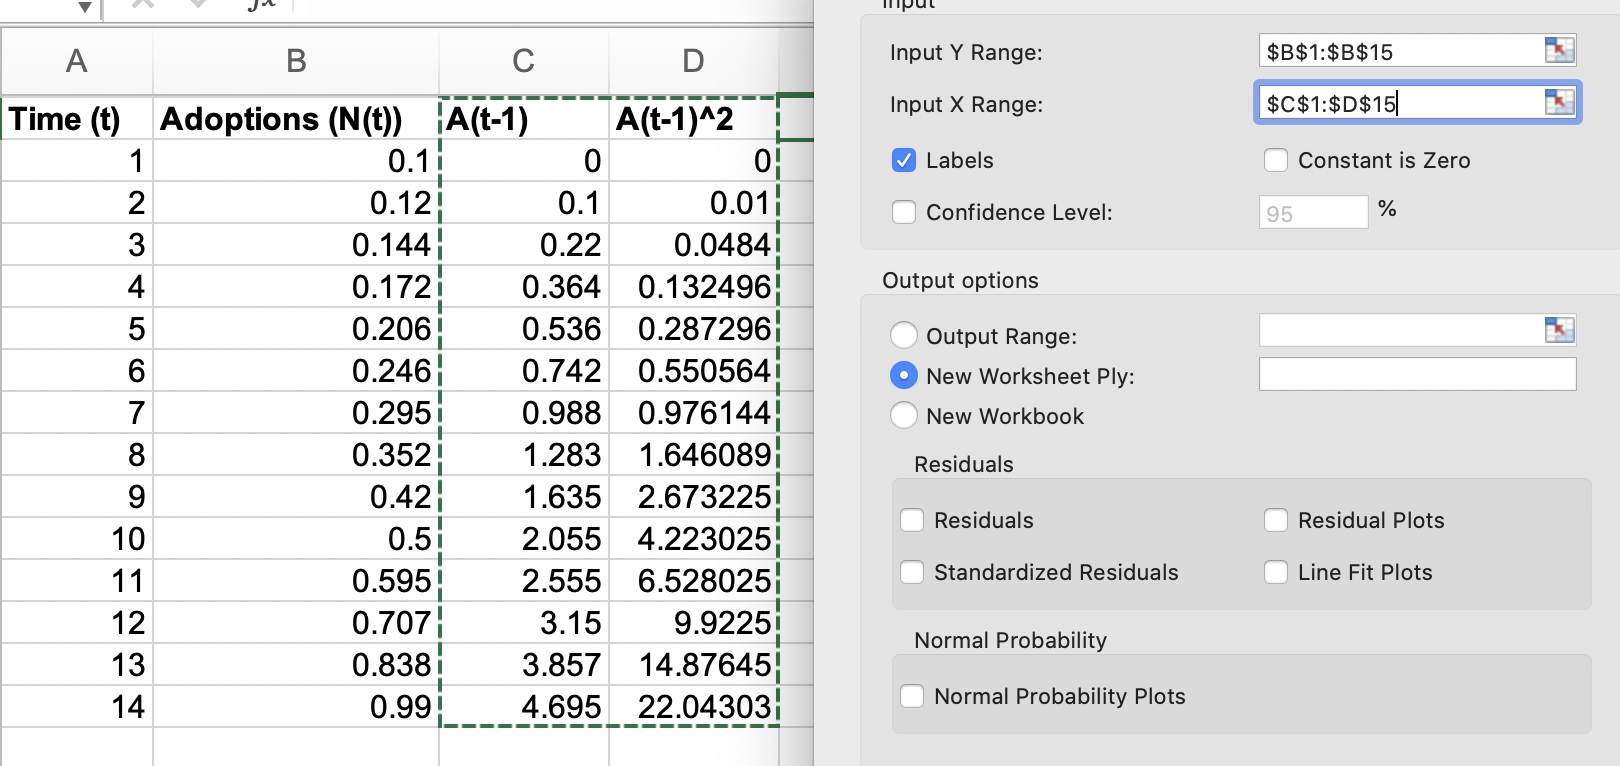 fx
Input
A B C D
Input Y Range: $B$1:$B$15
Input X Range: $C$1:$D$15
Time (t) Adoptions (N(t)) A(t-1) A(t-1)^2
1 0.1 0 0
2 0.12 0.1 0.01
3 0.144 0.22 0.0484
4 0.172 0.364 0.132496
5 0.206 0.536 0.287296
6 0.246 0.742 0.550564
7 0.295 0.988 0.976144
8 0.352 1.283 1.646089
9 0.42 1.635 2.673225
10 0.5 2.055 4.223025
11 0.595 2.555 6.528025
12 0.707 3.15 9.9225
13 0.838 3.857 14.87645
14 0.99 4.695 22.04303
Labels Constant is Zero
Confidence Level: 95 %
Output options
Output Range:
New Worksheet Ply:
New Workbook
Residuals
Residuals Residual Plots
Standardized Residuals Line Fit Plots
Normal Probability
Normal Probability Plots